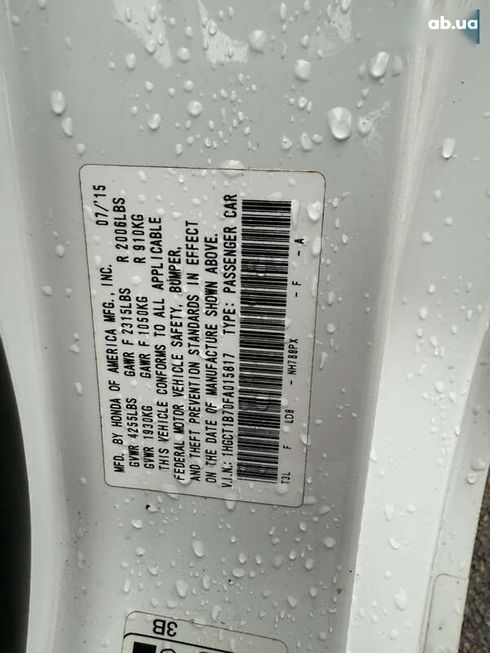 ab.ua
MFD. BY HONDA OF AMERICA MFG., INC. 07/'15
GVWR 4255LBS GAWR F 2315LBS R 2006LBS
GVWR 1930KG GAWR F 1050KG R 910KG
THIS VEHICLE CONFORMS TO ALL APPLICABLE
FEDERAL MOTOR VEHICLE SAFETY, BUMPER,
AND THEFT PREVENTION STANDARDS IN EFFECT
ON THE DATE OF MANUFACTURE SHOWN ABOVE.
V.I.N.: 1HGCT1B70FA015817 TYPE: PASSENGER CAR
T3L F LD8 - NH788PX - F - A
3B